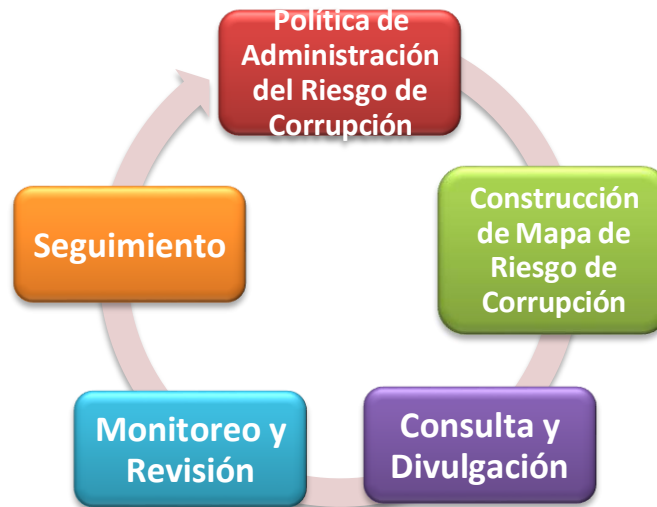 Política de
Administración
del Riesgo de
Corrupción
Construcción
de Mapa de
Riesgo de
Corrupción
Consulta y
Divulgación
Monitoreo y
Revisión
Seguimiento